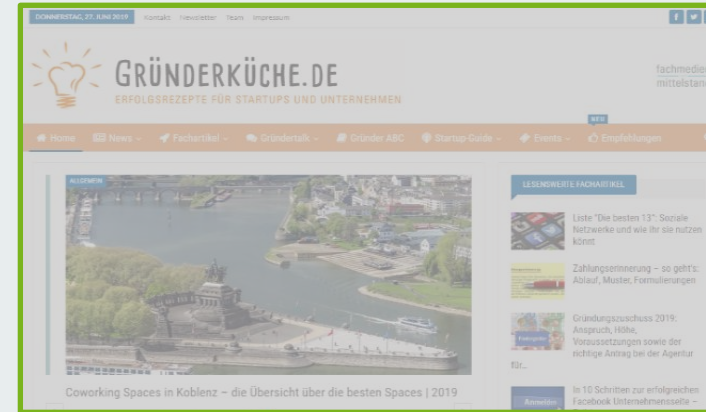 DONNERSTAG, 27. JUNI 2019 Kontakt Newsletter Team Impressum
GRÜNDERKÜCHE.DE
ERFOLGSREZEPTE FÜR STARTUPS UND UNTERNEHMEN
fachmedien
mittelstand
NEU
Home News Fachartikel Gründertalk Gründer ABC Startup-Guide Events Empfehlungen
ALLGEMEIN
Coworking Spaces in Koblenz – die Übersicht über die besten Spaces | 2019
LESENSWERTE FACHARTIKEL
Liste "Die besten 13": Soziale
Netzwerke und wie ihr sie nutzen
könnt
Zahlungserinnerung – so geht's:
Ablauf, Muster, Formulierungen
Gründungszuschuss 2019:
Anspruch, Höhe,
Voraussetzungen sowie der
richtige Antrag bei der Agentur
für...
In 10 Schritten zur erfolgreichen
Facebook Unternehmensseite –
Anmelden